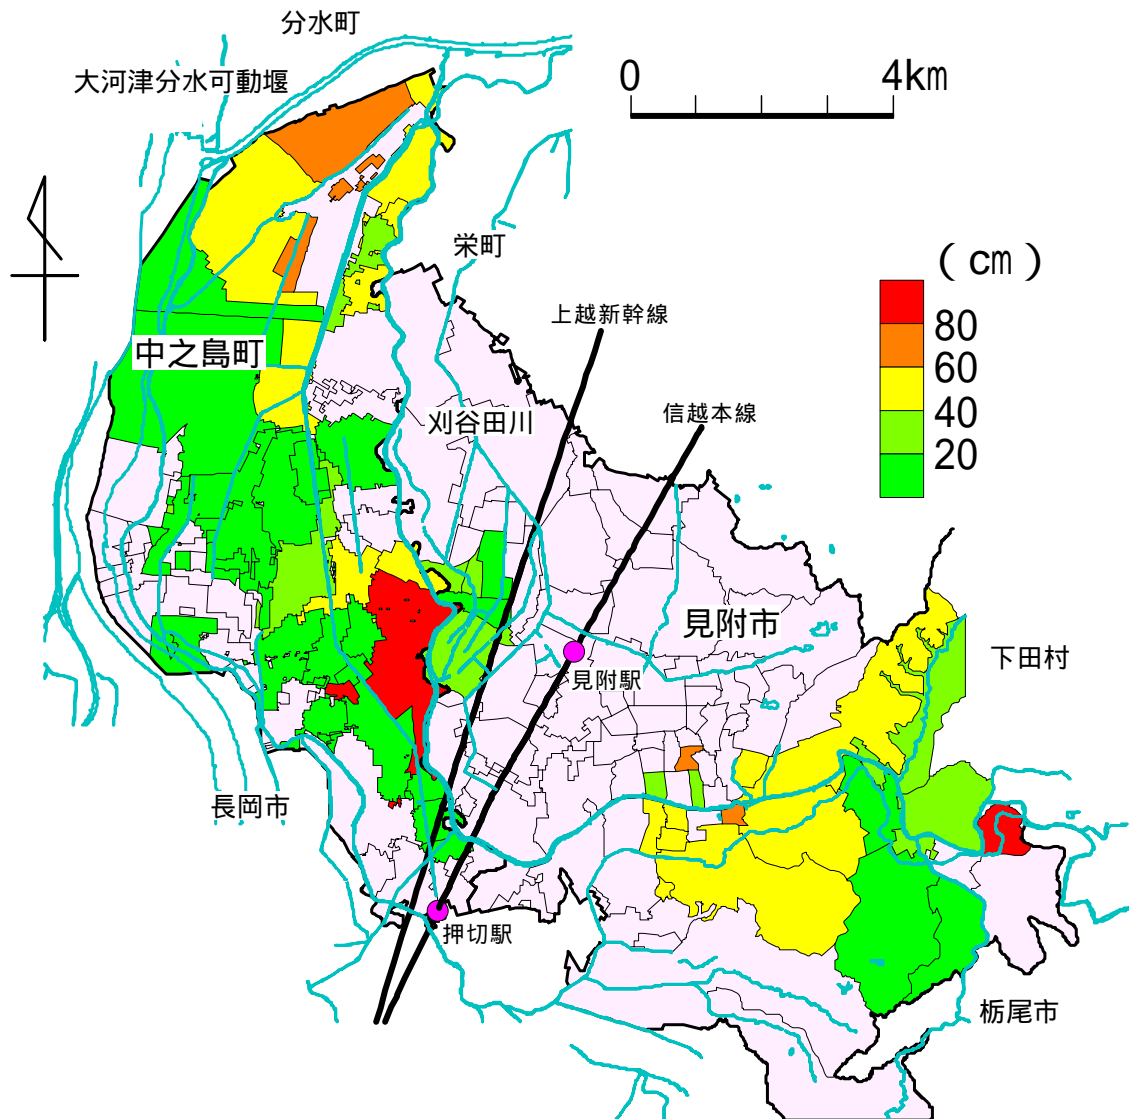 分水町
大河津分水可動堰
0 4km
栄町
(cm)
上越新幹線
80
60
40
20
中之島町
刈谷田川
信越本線
見附市
下田村
見附駅
長岡市
押切駅
栃尾市